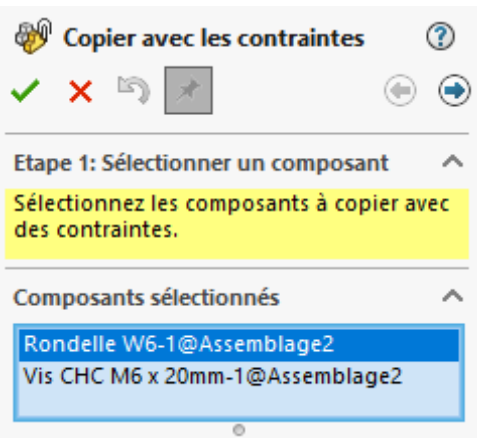 Copier avec les contraintes
Etape 1: Sélectionner un composant
Sélectionnez les composants à copier avec
des contraintes.
Composants sélectionnés
Rondelle W6-1@Assemblage2
Vis CHC M6 x 20mm-1@Assemblage2